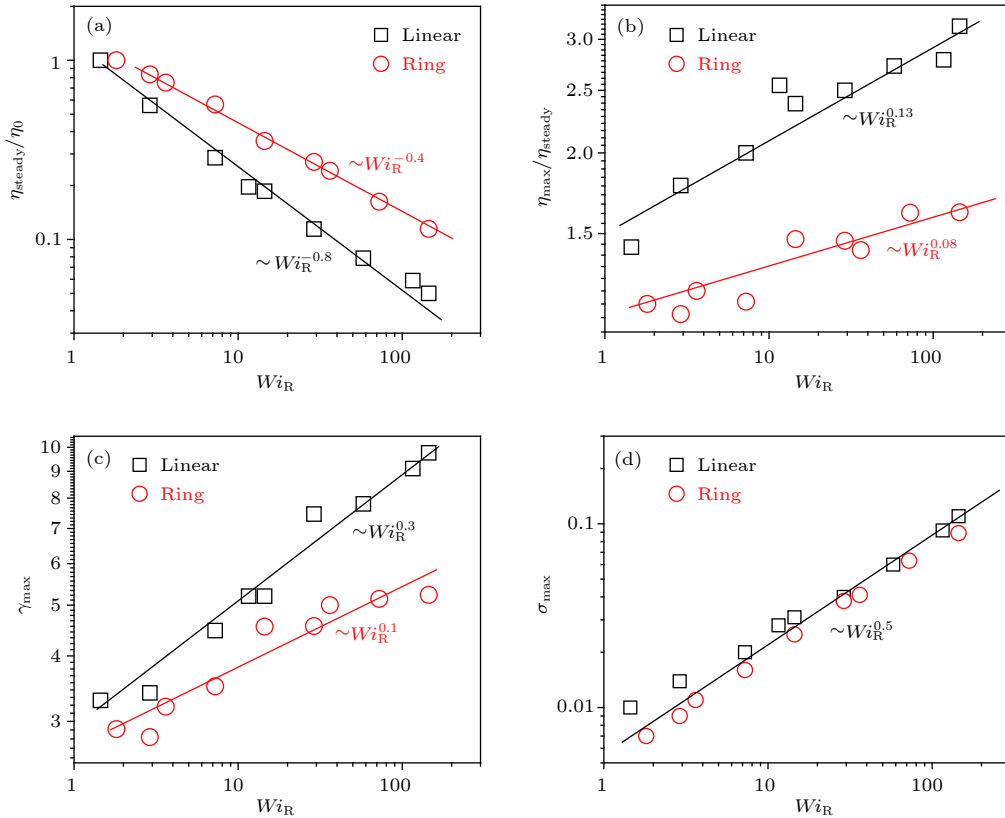 (a)
Linear
Ring
1
0.1
η_steady/η_0
~Wi_R^−0.4
~Wi_R^−0.8
1
10
100
Wi_R
(b)
Linear
Ring
3.0
2.5
2.0
1.5
η_max/η_steady
~Wi_R^0.13
~Wi_R^0.08
1
10
100
Wi_R
(c)
Linear
Ring
10
9
8
7
6
5
4
3
γ_max
~Wi_R^0.3
~Wi_R^0.1
1
10
100
Wi_R
(d)
Linear
Ring
0.1
0.01
σ_max
~Wi_R^0.5
1
10
100
Wi_R